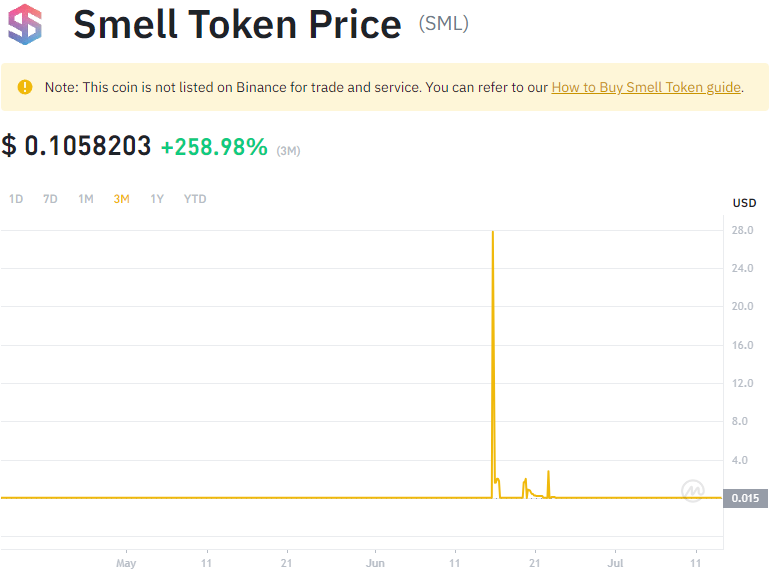 Smell Token Price (SML)
Note: This coin is not listed on Binance for trade and service. You can refer to our How to Buy Smell Token guide.
$ 0.1058203 +258.98% (3M)
1D 7D 1M 3M 1Y YTD
USD
28.0
24.0
20.0
16.0
12.0
8.0
4.0
0.015
May 11 21 Jun 11 21 Jul 11